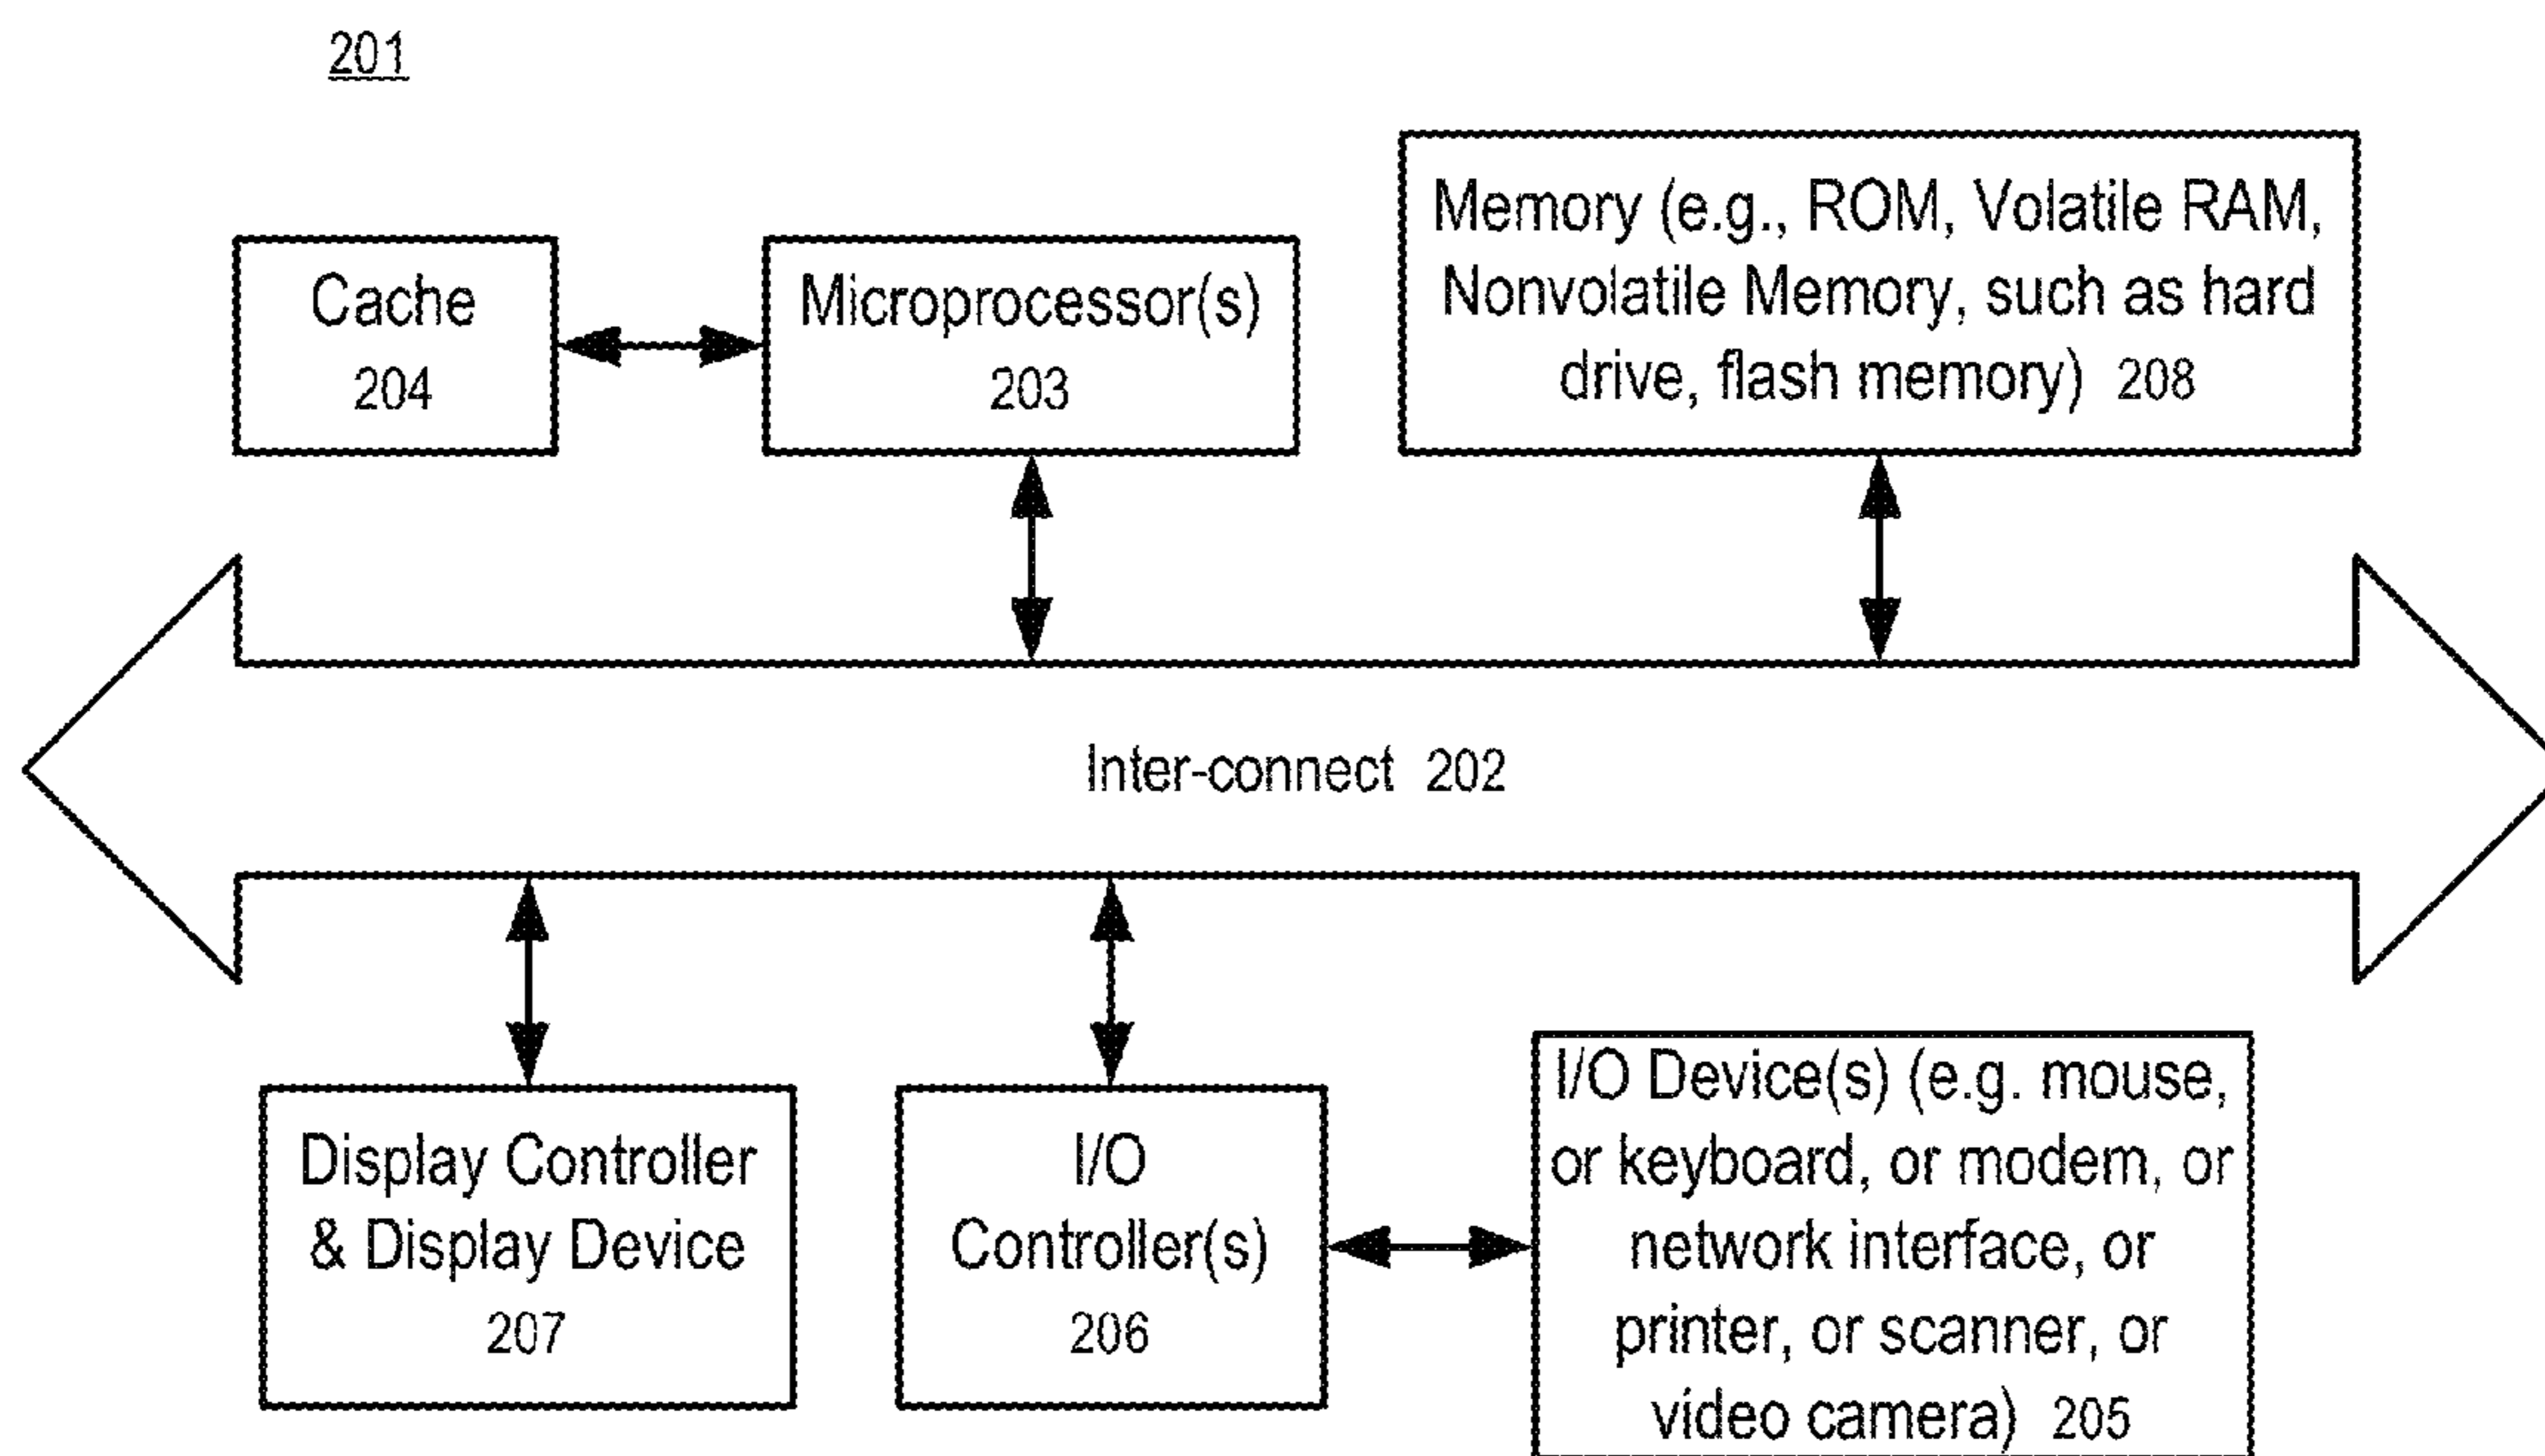 201
Cache
204
Microprocessor(s)
203
Memory (e.g., ROM, Volatile RAM,
Nonvolatile Memory, such as hard
drive, flash memory) 208
Inter-connect 202
Display Controller
& Display Device
207
I/O
Controller(s)
206
I/O Device(s) (e.g. mouse,
or keyboard, or modem, or
network interface, or
printer, or scanner, or
video camera) 205